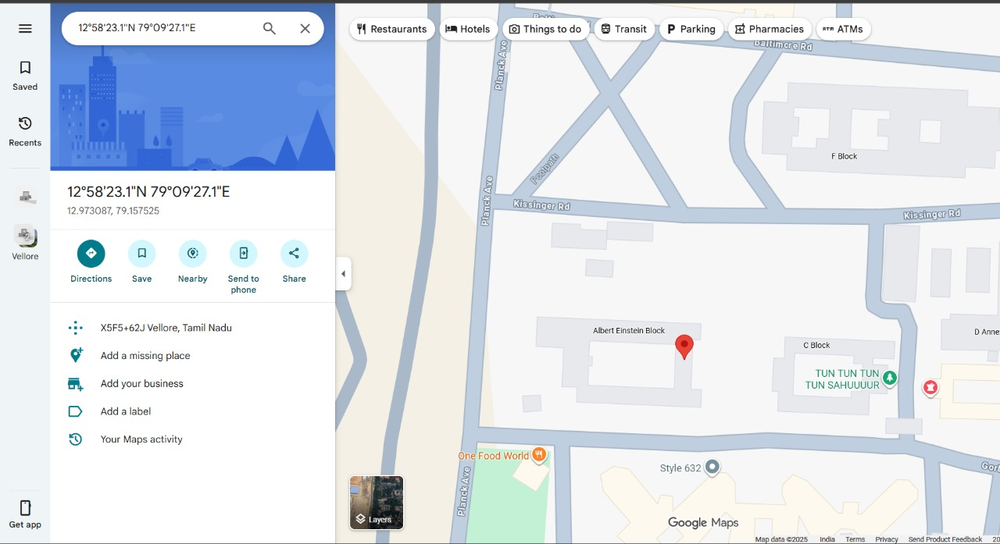 12°58'23.1"N 79°09'27.1"E
Restaurants
Hotels
Things to do
Transit
Parking
Pharmacies
ATM ATMs
Saved
Recents
Vellore
Get app
12°58'23.1"N 79°09'27.1"E
12.973087, 79.157525
Directions
Save
Nearby
Send to
phone
Share
X5F5+62J Vellore, Tamil Nadu
Add a missing place
Add your business
Add a label
Your Maps activity
Planck Ave
Baltimore Rd
F Block
Footpath
Planck Ave
Kissinger Rd
Kissinger Rd
Albert Einstein Block
C Block
D Anne
TUN TUN TUN
TUN SAHUUUUR
One Food World
Style 632
Planck Ave
Layers
Google Maps
Map data ©2025 India Terms Privacy Send Product Feedback